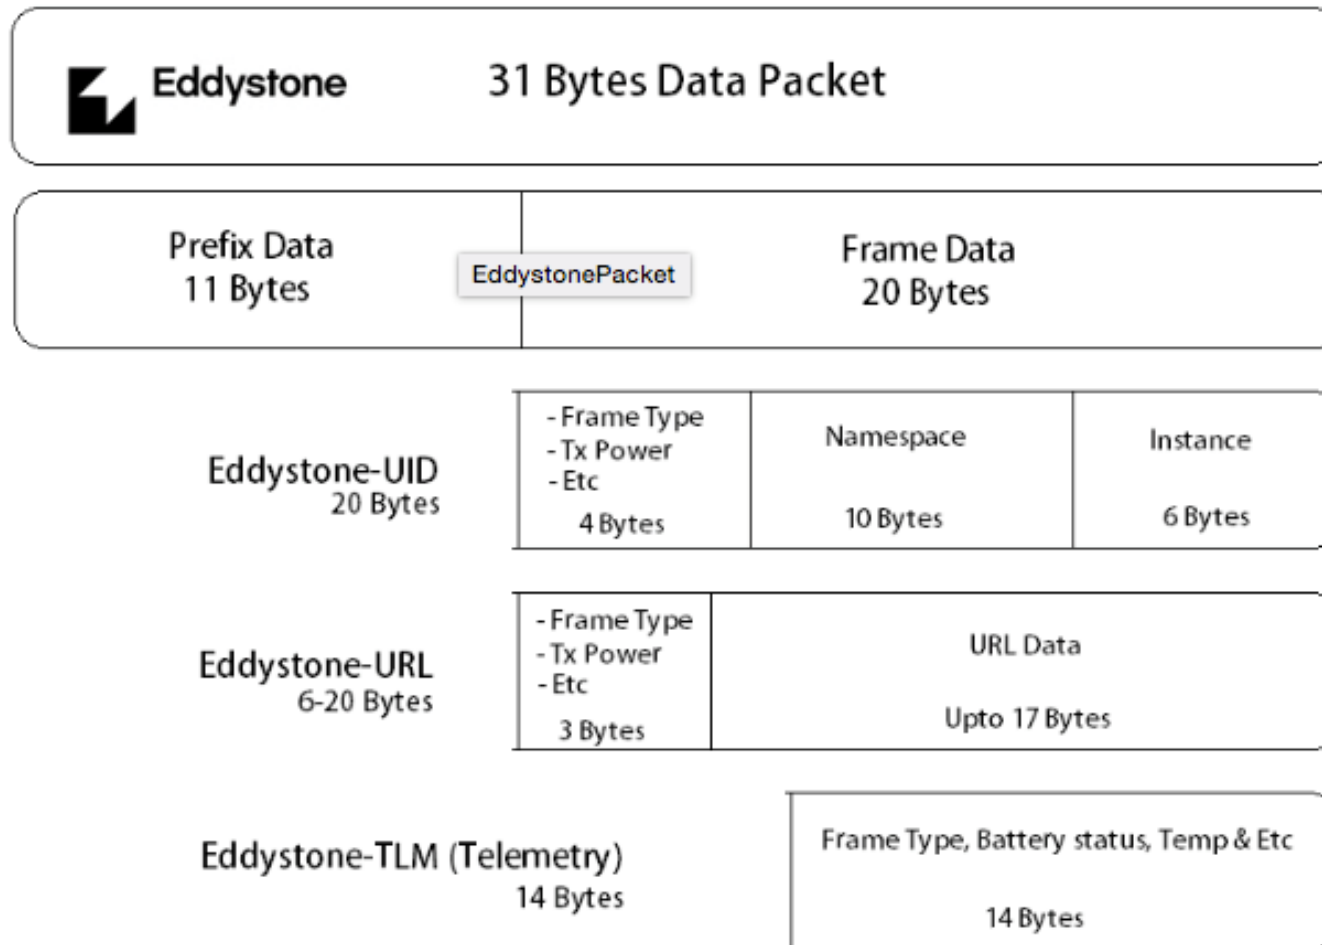 Eddystone
31 Bytes Data Packet
Prefix Data
11 Bytes
EddystonePacket
Frame Data
20 Bytes
Eddystone-UID
20 Bytes
- Frame Type
- Tx Power
- Etc
4 Bytes
Namespace
10 Bytes
Instance
6 Bytes
Eddystone-URL
6-20 Bytes
- Frame Type
- Tx Power
- Etc
3 Bytes
URL Data
Upto 17 Bytes
Eddystone-TLM (Telemetry)
14 Bytes
Frame Type, Battery status, Temp & Etc
14 Bytes